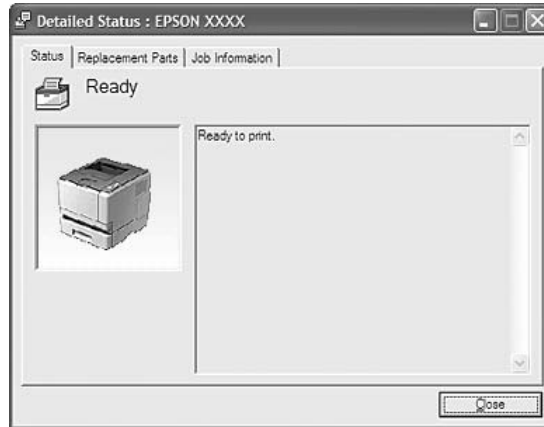 Detailed Status : EPSON XXXX
Status Replacement Parts Job Information
Ready
Ready to print.
Close